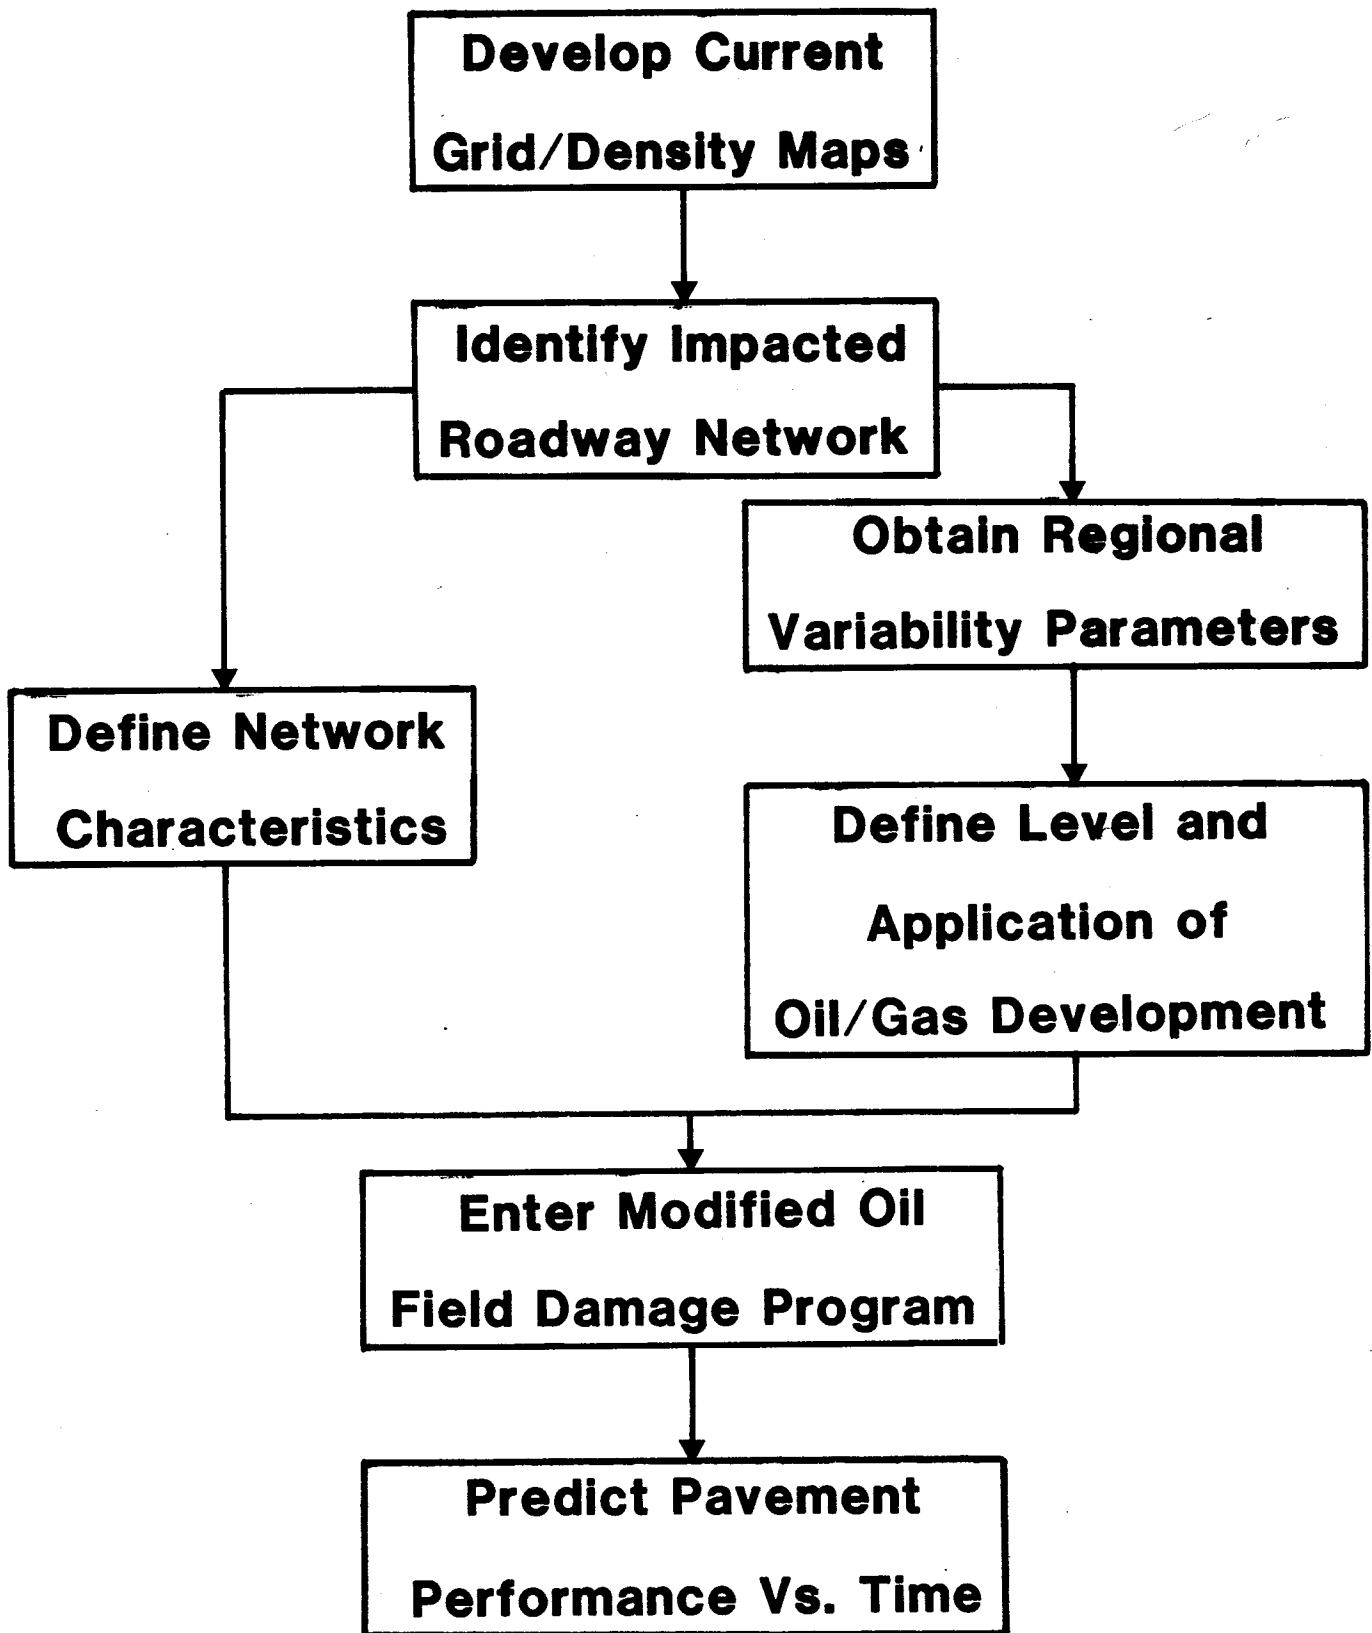 Develop Current
Grid/Density Maps
Identify Impacted
Roadway Network
Obtain Regional
Variability Parameters
Define Network
Characteristics
Define Level and
Application of
Oil/Gas Development
Enter Modified Oil
Field Damage Program
Predict Pavement
Performance Vs. Time